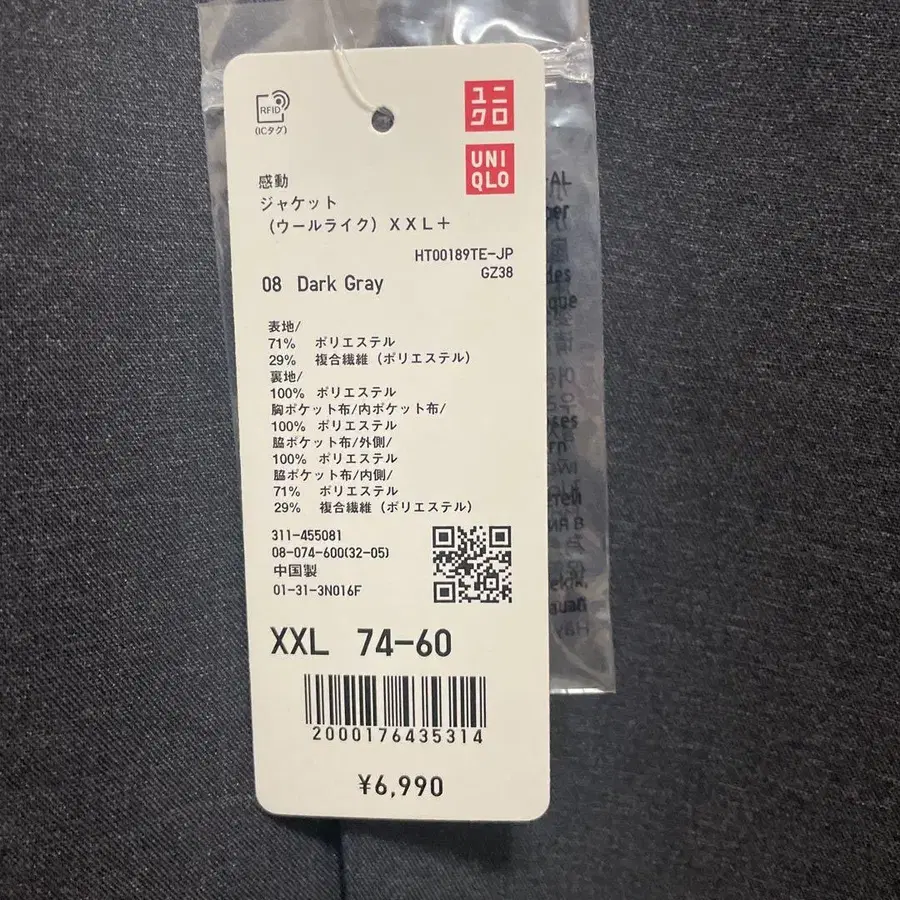 RFID
(ICタグ)
ユニ
クロ
UNI
QLO
感動
ジャケット
(ウールライク) XXL+
HT00189TE-JP
GZ38
08 Dark Gray
表地/
71% ポリエステル
29% 複合繊維(ポリエステル)
裏地/
100% ポリエステル
胸ポケット布/内ポケット布/
100% ポリエステル
脇ポケット布/外側/
100% ポリエステル
脇ポケット布/内側/
71% ポリエステル
29% 複合繊維(ポリエステル)
311-455081
08-074-600(32-05)
中国製
01-31-3N016F
XXL 74-60
2000176435314
¥6,990